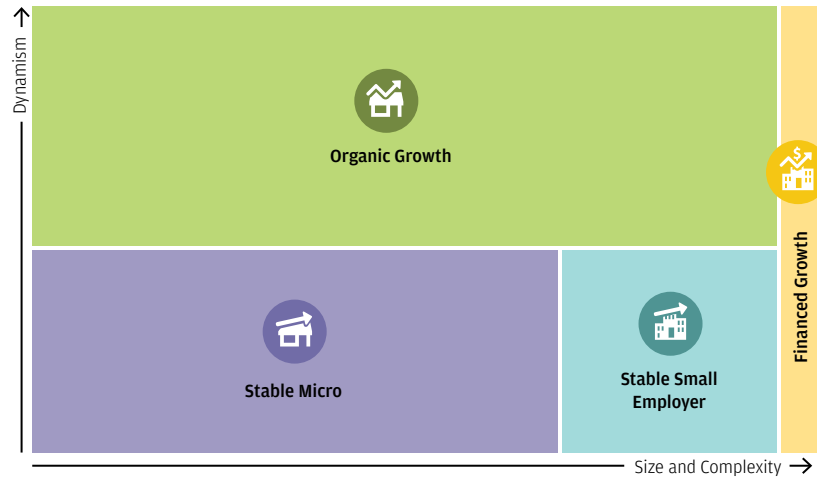 Dynamism
$
Organic Growth
Financed Growth
Stable Micro
Stable Small
Employer
Size and Complexity